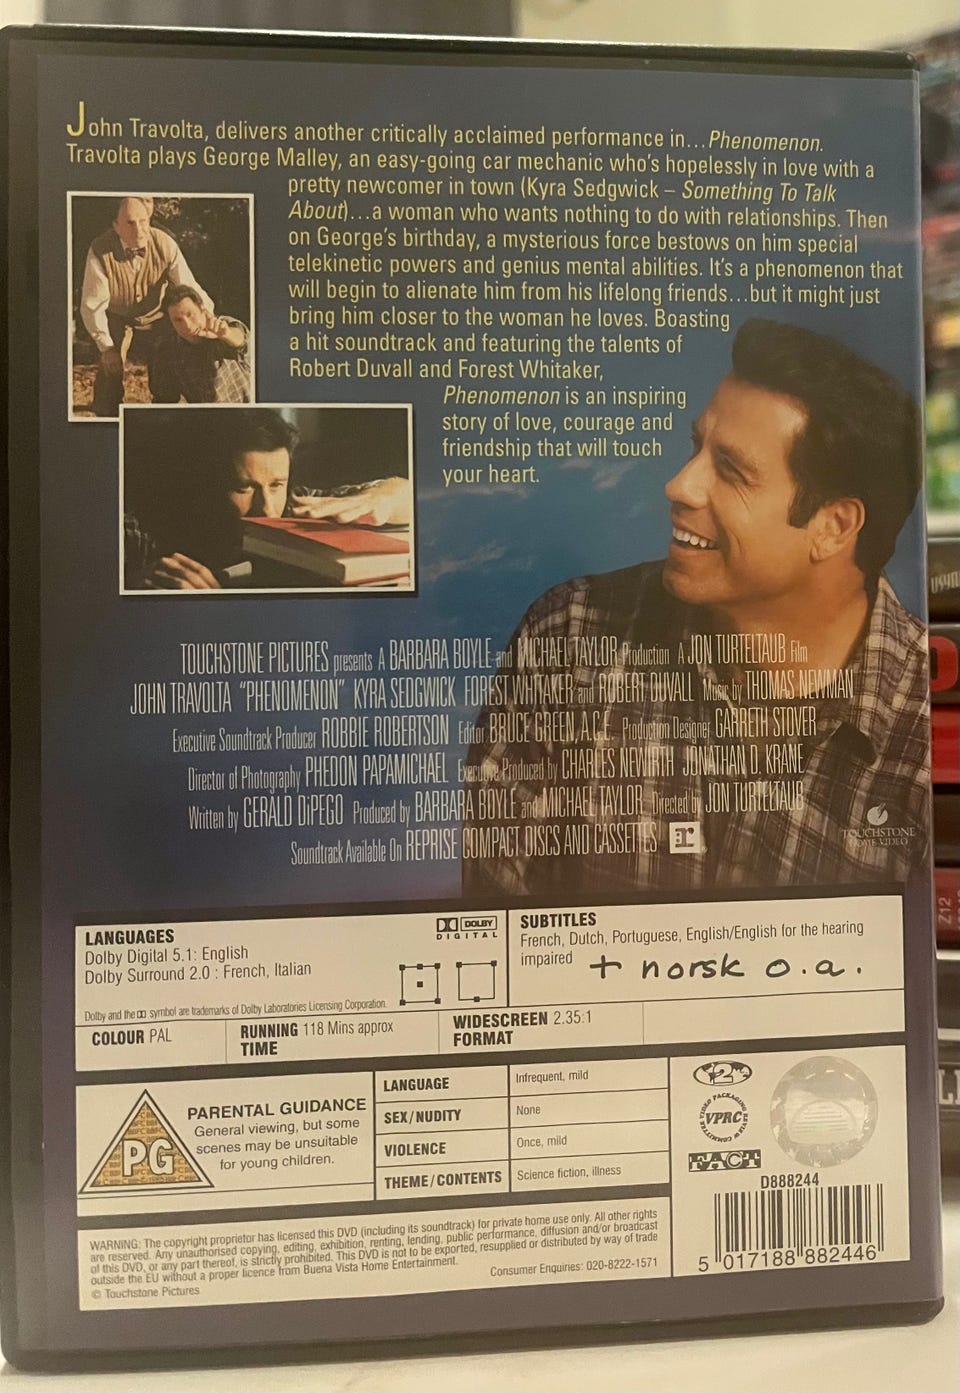 John Travolta, delivers another critically acclaimed performance in...Phenomenon.
Travolta plays George Malley, an easy-going car mechanic who's hopelessly in love with a
pretty newcomer in town (Kyra Sedgwick – Something To Talk
About)...a woman who wants nothing to do with relationships. Then
on George's birthday, a mysterious force bestows on him special
telekinetic powers and genius mental abilities. It's a phenomenon that
will begin to alienate him from his lifelong friends...but it might just
bring him closer to the woman he loves. Boasting
a hit soundtrack and featuring the talents of
Robert Duvall and Forest Whitaker,
Phenomenon is an inspiring
story of love, courage and
friendship that will touch
your heart.
TOUCHSTONE PICTURES presents A BARBARA BOYLE and MICHAEL TAYLOR Production A JON TURTELTAUB Film
JOHN TRAVOLTA "PHENOMENON" KYRA SEDGWICK FOREST WHITAKER and ROBERT DUVALL Music by THOMAS NEWMAN
Executive Soundtrack Producer ROBBIE ROBERTSON Editor BRUCE GREEN, A.C.E. Production Designer GARRETH STOVER
Director of Photography PHEDON PAPAMICHAEL Executive Produced by CHARLES NEWIRTH JONATHAN D. KRANE
Written by GERALD DiPEGO Produced by BARBARA BOYLE and MICHAEL TAYLOR Directed by JON TURTELTAUB
Soundtrack Available On REPRISE COMPACT DISCS AND CASSETTES
TOUCHSTONE
HOME VIDEO
LANGUAGES
Dolby Digital 5.1: English
Dolby Surround 2.0 : French, Italian
DOLBY
DIGITAL
Dolby and the DD symbol are trademarks of Dolby Laboratories Licensing Corporation.
SUBTITLES
French, Dutch, Portuguese, English/English for the hearing
impaired + norsk o.a.
COLOUR PAL
RUNNING 118 Mins approx
TIME
WIDESCREEN 2.35:1
FORMAT
PG
PARENTAL GUIDANCE
General viewing, but some
scenes may be unsuitable
for young children.
LANGUAGE Infrequent, mild
SEX/NUDITY None
VIOLENCE Once, mild
THEME/CONTENTS Science fiction, illness
2
VIDEO PACKAGING REVIEW COMMITTEE
VPRC
FACT
D888244
5 017188 882446
WARNING: The copyright proprietor has licensed this DVD (including its soundtrack) for private home use only. All other rights
are reserved. Any unauthorised copying, editing, exhibition, renting, lending, public performance, diffusion and/or broadcast
of this DVD, or any part thereof, is strictly prohibited. This DVD is not to be exported, resupplied or distributed by way of trade
outside the EU without a proper licence from Buena Vista Home Entertainment.
Consumer Enquiries: 020-8222-1571
© Touchstone Pictures
Z12